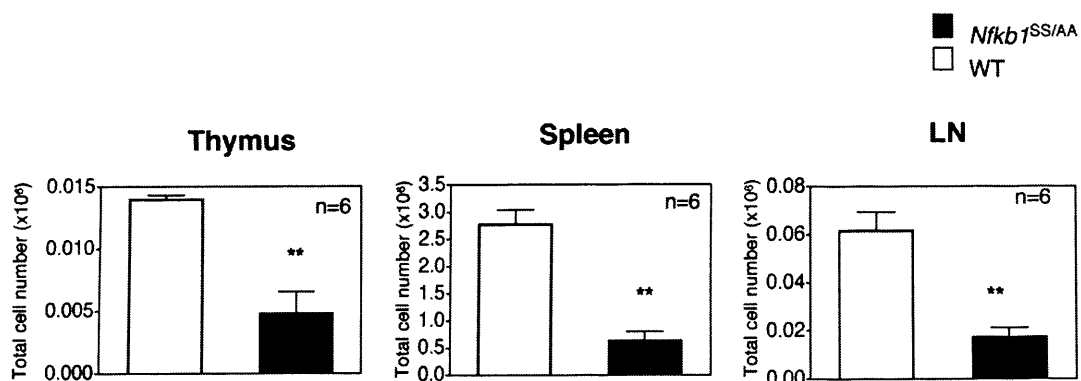 Nfkb1SS/AA
WT
Thymus
Spleen
LN
Total cell number (x10⁶)
0.015
0.010
0.005
0.000
n=6
**
Total cell number (x10⁶)
3.5
3.0
2.5
2.0
1.5
1.0
0.5
0.0
n=6
**
Total cell number (x10⁶)
0.08
0.06
0.04
0.02
0.00
n=6
**